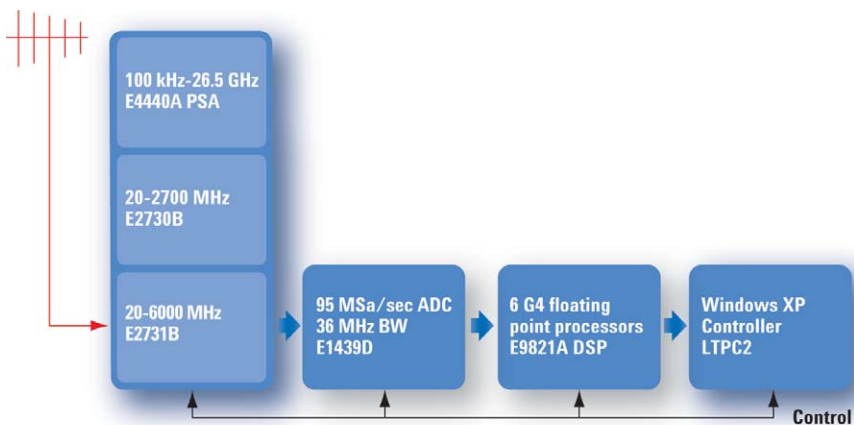 100 kHz-26.5 GHz
E4440A PSA
20-2700 MHz
E2730B
20-6000 MHz
E2731B
95 MSa/sec ADC
36 MHz BW
E1439D
6 G4 floating
point processors
E9821A DSP
Windows XP
Controller
LTPC2
Control